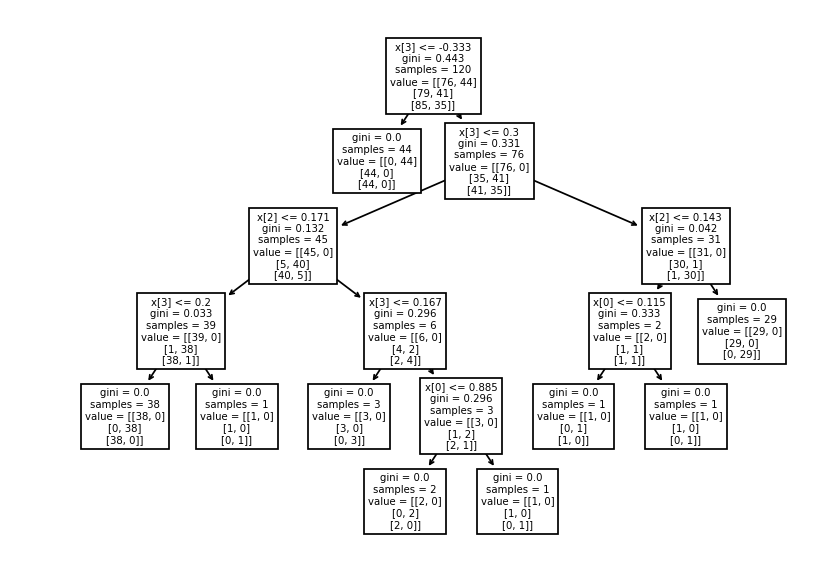 x[3] <= -0.333
gini = 0.443
samples = 120
value = [[76, 44]
[79, 41]
[85, 35]]
gini = 0.0
samples = 44
value = [[0, 44]
[44, 0]
[44, 0]]
x[3] <= 0.3
gini = 0.331
samples = 76
value = [[76, 0]
[35, 41]
[41, 35]]
x[2] <= 0.171
gini = 0.132
samples = 45
value = [[45, 0]
[5, 40]
[40, 5]]
x[2] <= 0.143
gini = 0.042
samples = 31
value = [[31, 0]
[30, 1]
[1, 30]]
x[3] <= 0.2
gini = 0.033
samples = 39
value = [[39, 0]
[1, 38]
[38, 1]]
x[3] <= 0.167
gini = 0.296
samples = 6
value = [[6, 0]
[4, 2]
[2, 4]]
x[0] <= 0.115
gini = 0.333
samples = 2
value = [[2, 0]
[1, 1]
[1, 1]]
gini = 0.0
samples = 29
value = [[29, 0]
[29, 0]
[0, 29]]
gini = 0.0
samples = 38
value = [[38, 0]
[0, 38]
[38, 0]]
gini = 0.0
samples = 1
value = [[1, 0]
[1, 0]
[0, 1]]
gini = 0.0
samples = 3
value = [[3, 0]
[3, 0]
[0, 3]]
x[0] <= 0.885
gini = 0.296
samples = 3
value = [[3, 0]
[1, 2]
[2, 1]]
gini = 0.0
samples = 1
value = [[1, 0]
[0, 1]
[1, 0]]
gini = 0.0
samples = 1
value = [[1, 0]
[1, 0]
[0, 1]]
gini = 0.0
samples = 2
value = [[2, 0]
[0, 2]
[2, 0]]
gini = 0.0
samples = 1
value = [[1, 0]
[1, 0]
[0, 1]]